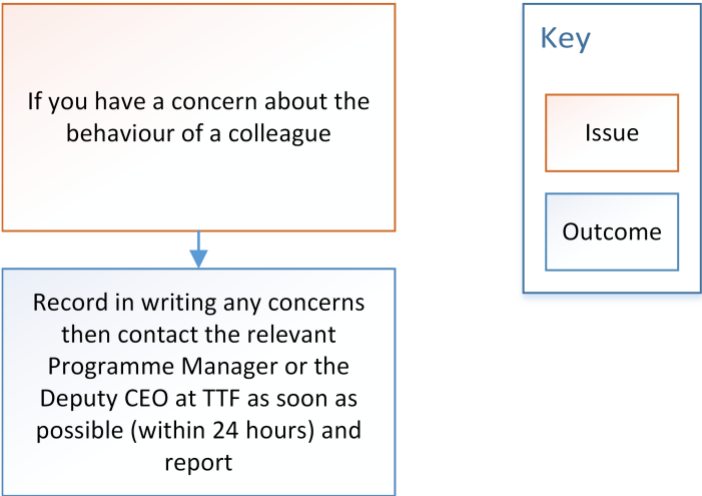 If you have a concern about the
behaviour of a colleague
Record in writing any concerns
then contact the relevant
Programme Manager or the
Deputy CEO at TTF as soon as
possible (within 24 hours) and
report
Key
Issue
Outcome